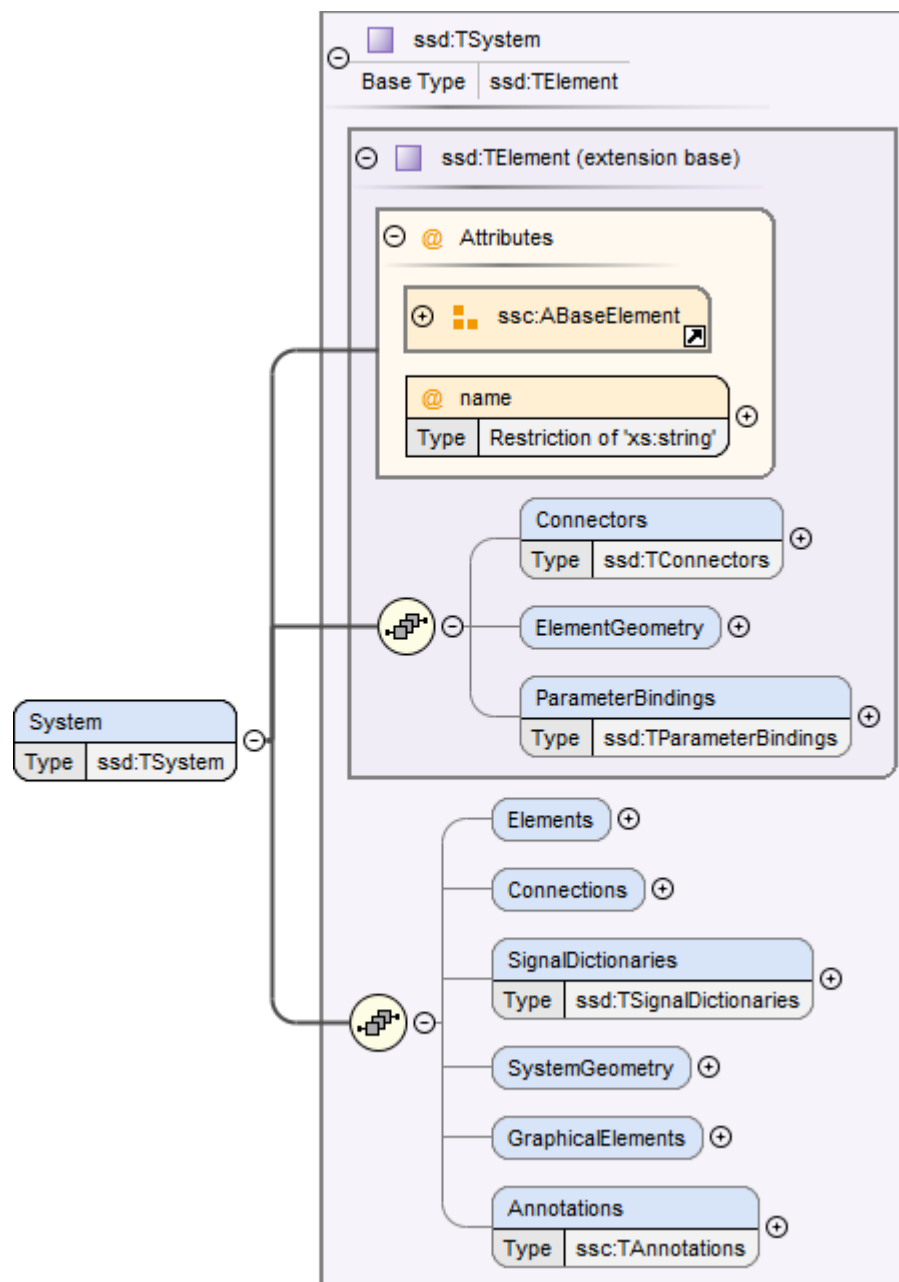 ssd:TSystem
Base Type ssd:TElement
ssd:TElement (extension base)
@ Attributes
ssc:ABaseElement
@ name
Type Restriction of 'xs:string'
Connectors
Type ssd:TConnectors
ElementGeometry
ParameterBindings
Type ssd:TParameterBindings
System
Type ssd:TSystem
Elements
Connections
SignalDictionaries
Type ssd:TSignalDictionaries
SystemGeometry
GraphicalElements
Annotations
Type ssc:TAnnotations